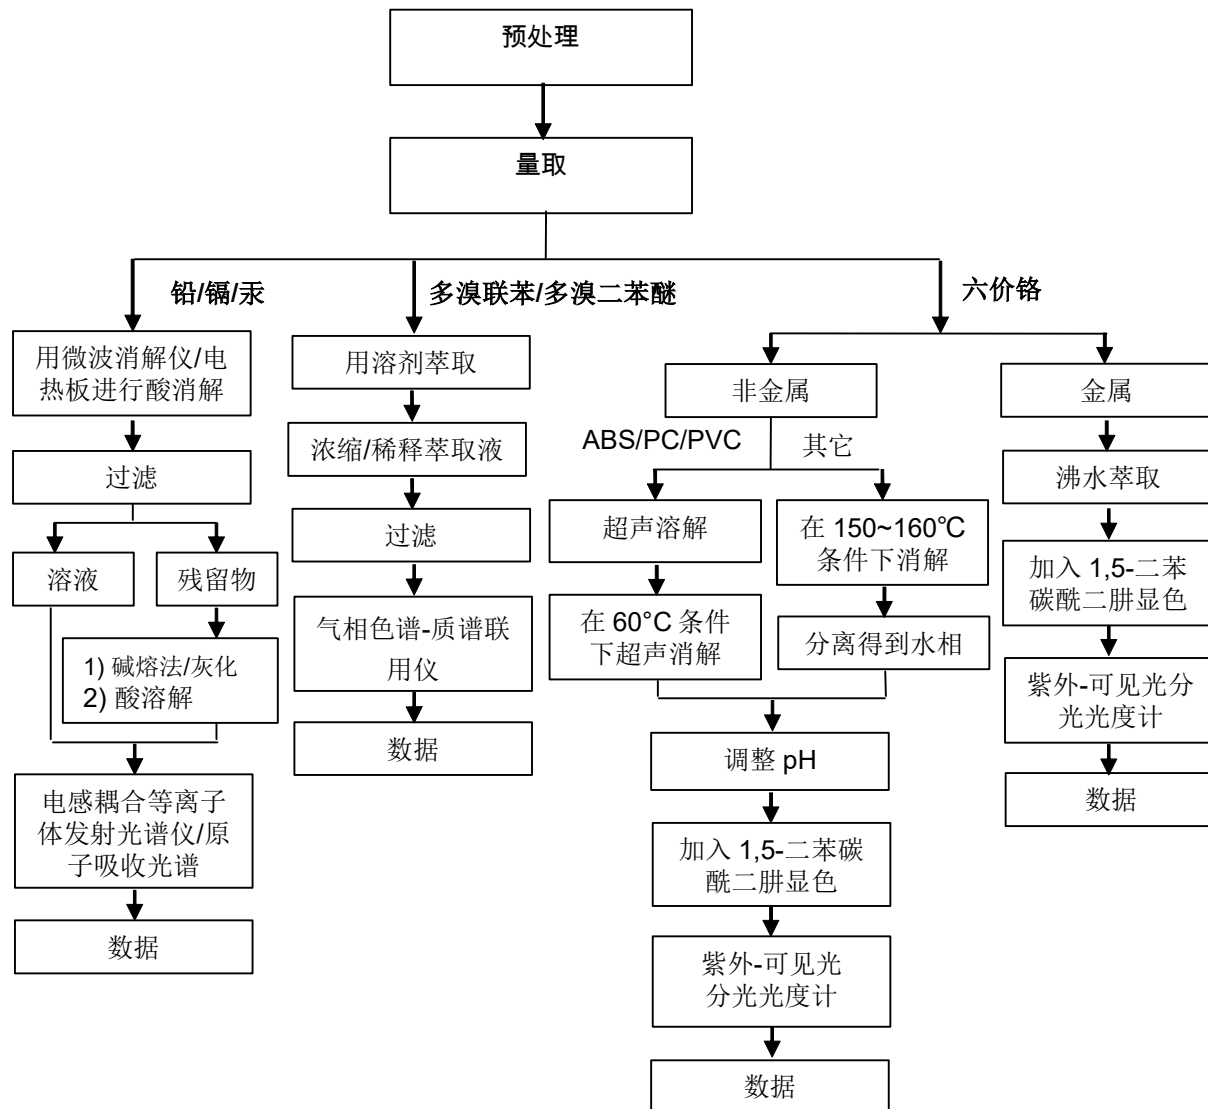 预处理
量取
铅/镉/汞
多溴联苯/多溴二苯醚
六价铬
用微波消解仪/电
热板进行酸消解
过滤
溶液
残留物
1) 碱熔法/灰化
2) 酸溶解
电感耦合等离子
体发射光谱仪/原
子吸收光谱
数据
用溶剂萃取
浓缩/稀释萃取液
过滤
气相色谱-质谱联
用仪
数据
非金属
ABS/PC/PVC
其它
超声溶解
在 60°C 条件
下超声消解
在 150~160℃
条件下消解
分离得到水相
调整 pH
加入 1,5-二苯碳
酰二肼显色
紫外-可见光
分光光度计
数据
金属
沸水萃取
加入 1,5-二苯
碳酰二肼显色
紫外-可见光分
光光度计
数据